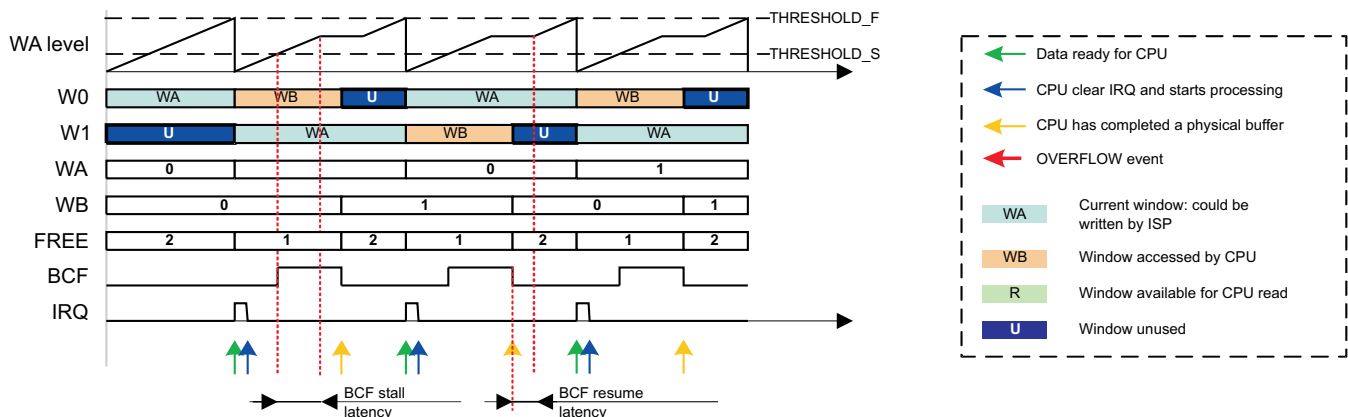 THRESHOLD_F
WA level
THRESHOLD_S
W0 WA WB U WA WB U
W1 U WA WB U WA
WA 0 0 1
WB 0 1 0 1
FREE 2 1 2 1 2 1 2
BCF
IRQ
BCF stall
latency
BCF resume
latency
Data ready for CPU
CPU clear IRQ and starts processing
CPU has completed a physical buffer
OVERFLOW event
WA Current window: could be
written by ISP
WB Window accessed by CPU
R Window available for CPU read
U Window unused